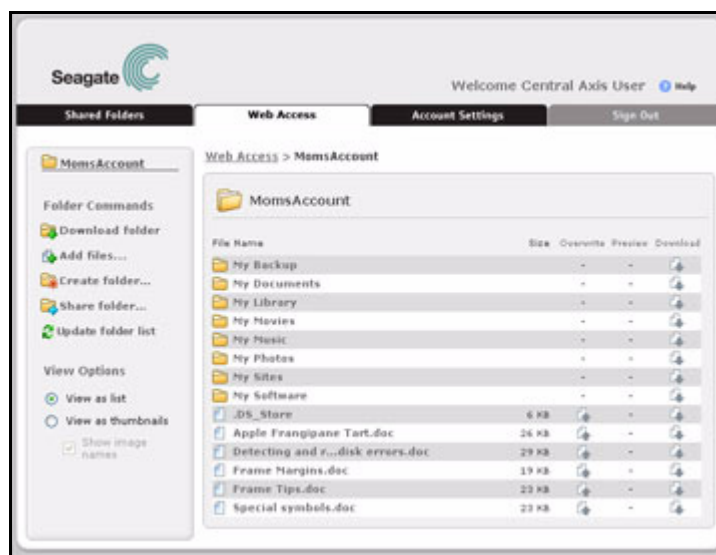 Seagate
Welcome Central Axis User Help
Shared Folders Web Access Account Settings Sign Out
MomsAccount
Folder Commands
Download folder
Add files...
Create folder...
Share folder...
Update folder list
View Options
View as list
View as thumbnails
Show image
names
Web Access > MomsAccount
MomsAccount
File Name Size Overwrite Preview Download
My Backup - -
My Documents - -
My Library - -
My Movies - -
My Music - -
My Photos - -
My Sites - -
My Software - -
.DS_Store 6 KB -
Apple Frangipane Tart.doc 26 KB -
Detecting and r...disk errors.doc 29 KB -
Frame Margins.doc 19 KB -
Frame Tips.doc 23 KB -
Special symbols.doc 23 KB -